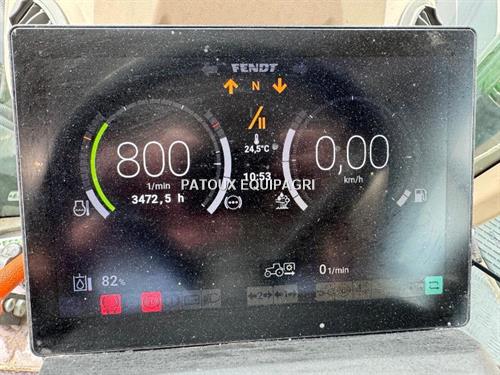 FENDT
N
24,5°C
800
1/min
3472,5 h
10:53
0,00
km/h
PATOUX EQUIPAGRI
82%
0 1/min